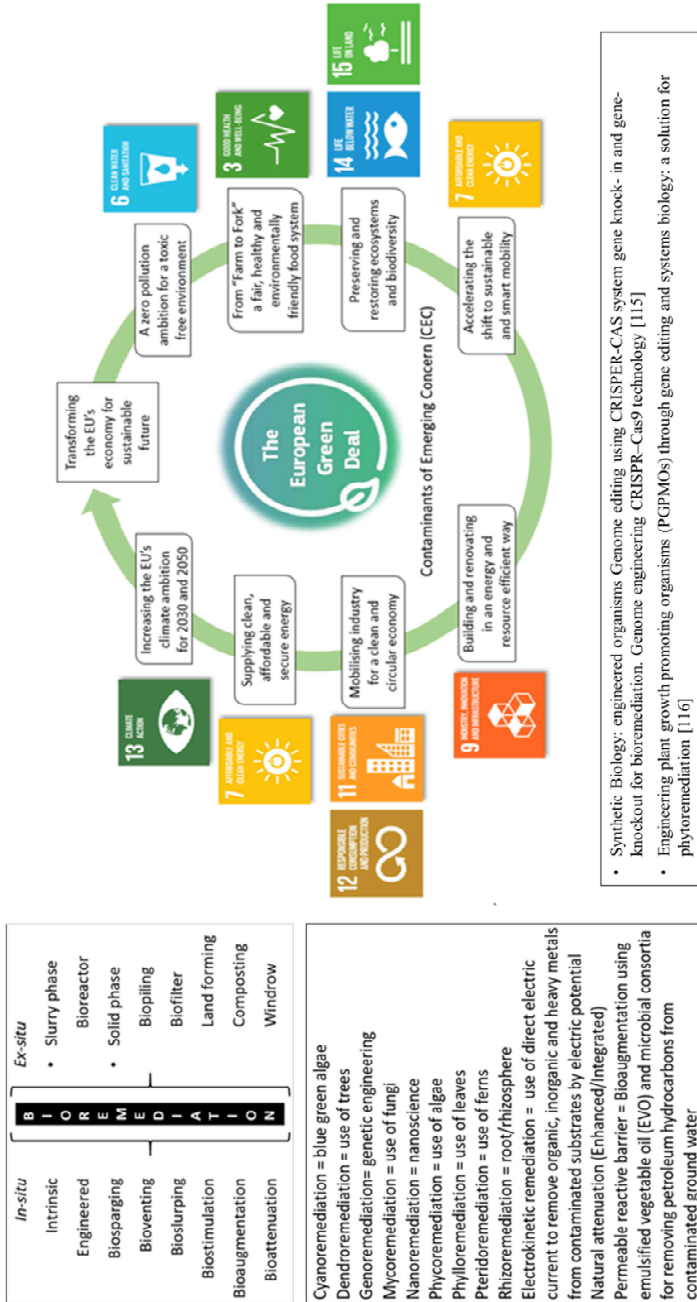 In-situ
Intrinsic
Engineered
Biosparging
Bioventing
Bioslurping
Biostimulation
Bioaugmentation
Bioattenuation
BIOREMEDIATION
Ex-situ
• Slurry phase
Bioreactor
• Solid phase
Biopiling
Biofilter
Land forming
Composting
Windrow
Cyanoremediation = blue green algae
Dendroremediation = use of trees
Genoremediation= genetic engineering
Mycoremediation = use of fungi
Nanoremediation = nanoscience
Phycoremediation = use of algae
Phylloremediation = use of leaves
Pteridoremediation = use of ferns
Rhizoremediation = root/rhizosphere
Electrokinetic remediation = use of direct electric
current to remove organic, inorganic and heavy metals
from contaminated substrates by electric potential
Natural attenuation (Enhanced/Integrated)
Permeable reactive barrier = Bioaugmentation using
emulsified vegetable oil (EVO) and microbial consortia
for removing petroleum hydrocarbons from
contaminated ground water
Transforming
the EU's
economy for
sustainable
future
6 CLEAN WATER
AND SANITATION
A zero pollution
ambition for a toxic
free environment
3 GOOD HEALTH
AND WELL-BEING
From "Farm to Fork"
a fair, healthy and
environmentally
friendly food system
14 LIFE
BELOW WATER
15 LIFE
ON LAND
Preserving and
restoring ecosystems
and biodiversity
7 AFFORDABLE AND
CLEAN ENERGY
Accelerating the
shift to sustainable
and smart mobility
13 CLIMATE
ACTION
Increasing the EU's
climate ambition
for 2030 and 2050
7 AFFORDABLE AND
CLEAN ENERGY
Supplying clean,
affordable and
secure energy
12 RESPONSIBLE
CONSUMPTION
AND PRODUCTION
11 SUSTAINABLE CITIES
AND COMMUNITIES
Mobilising industry
for a clean and
circular economy
9 INDUSTRY, INNOVATION
AND INFRASTRUCTURE
Building and renovating
in an energy and
resource efficient way
The
European
Green
Deal
Contaminants of Emerging Concern (CEC)
• Synthetic Biology: engineered organisms Genome editing using CRISPER-CAS system gene knock- in and gene-
knockout for bioremediation. Genome engineering CRISPR–Cas9 technology [115]
• Engineering plant growth promoting organisms (PGPMOs) through gene editing and systems biology: a solution for
phytoremediation [116]